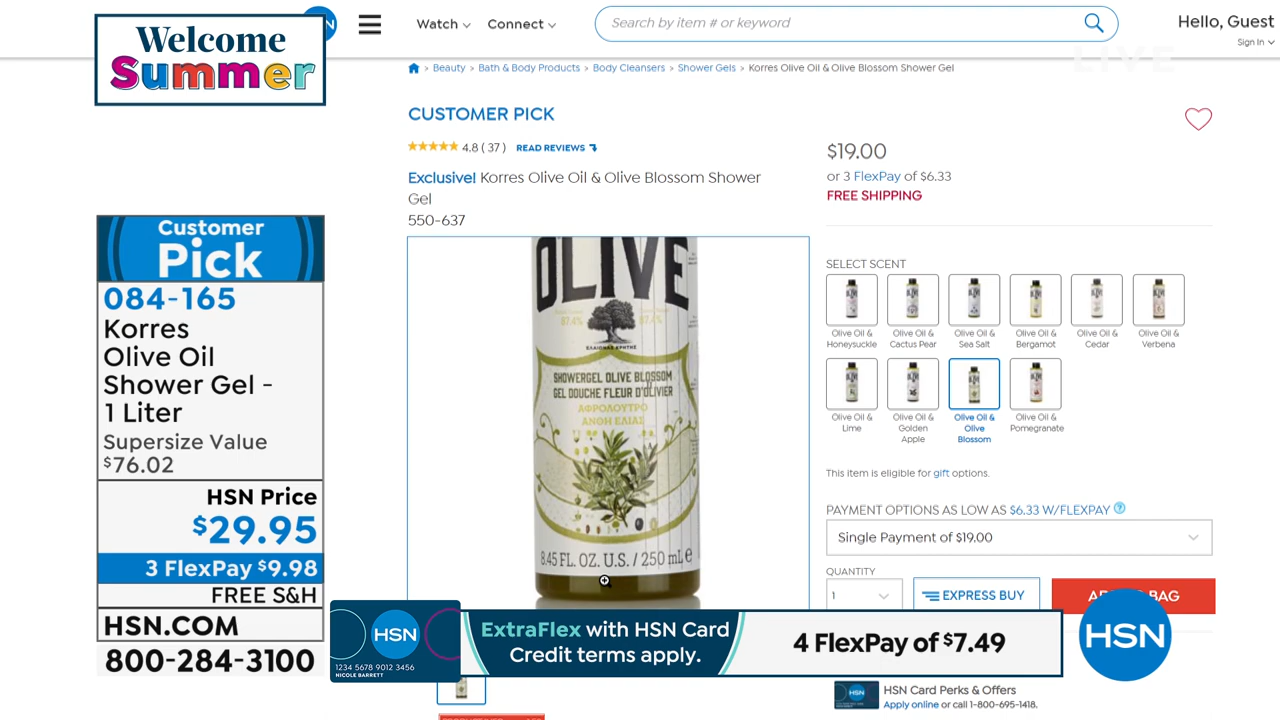 Welcome
Summer
Watch
Connect
Search by item # or keyword
Hello, Guest
Sign In
LIVE
> Beauty > Bath & Body Products > Body Cleansers > Shower Gels > Korres Olive Oil & Olive Blossom Shower Gel
CUSTOMER PICK
4.8 ( 37 ) READ REVIEWS
Exclusive! Korres Olive Oil & Olive Blossom Shower
Gel
550-637
$19.00
or 3 FlexPay of $6.33
FREE SHIPPING
Customer
Pick
084-165
Korres
Olive Oil
Shower Gel -
1 Liter
Supersize Value
$76.02
HSN Price
$29.95
3 FlexPay $9.98
FREE S&H
HSN.COM
800-284-3100
OLIVE
87.4%
ΕΛΑΙΩΝΑΣ ΚΡΗΤΗΣ
SHOWERGEL OLIVE BLOSSOM
GEL DOUCHE FLEUR D'OLIVIER
ΑΦΡΟΛΟΥΤΡΟ
ΑΝΘΗ ΕΛΙΑΣ
8.45 FL. OZ. U.S. / 250 mL e
SELECT SCENT
Olive Oil &
Honeysuckle
Olive Oil &
Cactus Pear
Olive Oil &
Sea Salt
Olive Oil &
Bergamot
Olive Oil &
Cedar
Olive Oil &
Verbena
Olive Oil &
Lime
Olive Oil &
Golden
Apple
Olive Oil &
Olive
Blossom
Olive Oil &
Pomegranate
This item is eligible for gift options.
PAYMENT OPTIONS AS LOW AS $6.33 W/FLEXPAY ?
Single Payment of $19.00
QUANTITY
1
EXPRESS BUY
BAG
HSN
1234 5678 9012 3456
NICOLE BARRETT
ExtraFlex with HSN Card
Credit terms apply.
4 FlexPay of $7.49
HSN
HSN
HSN Card Perks & Offers
Apply online or call 1-800-695-1418.